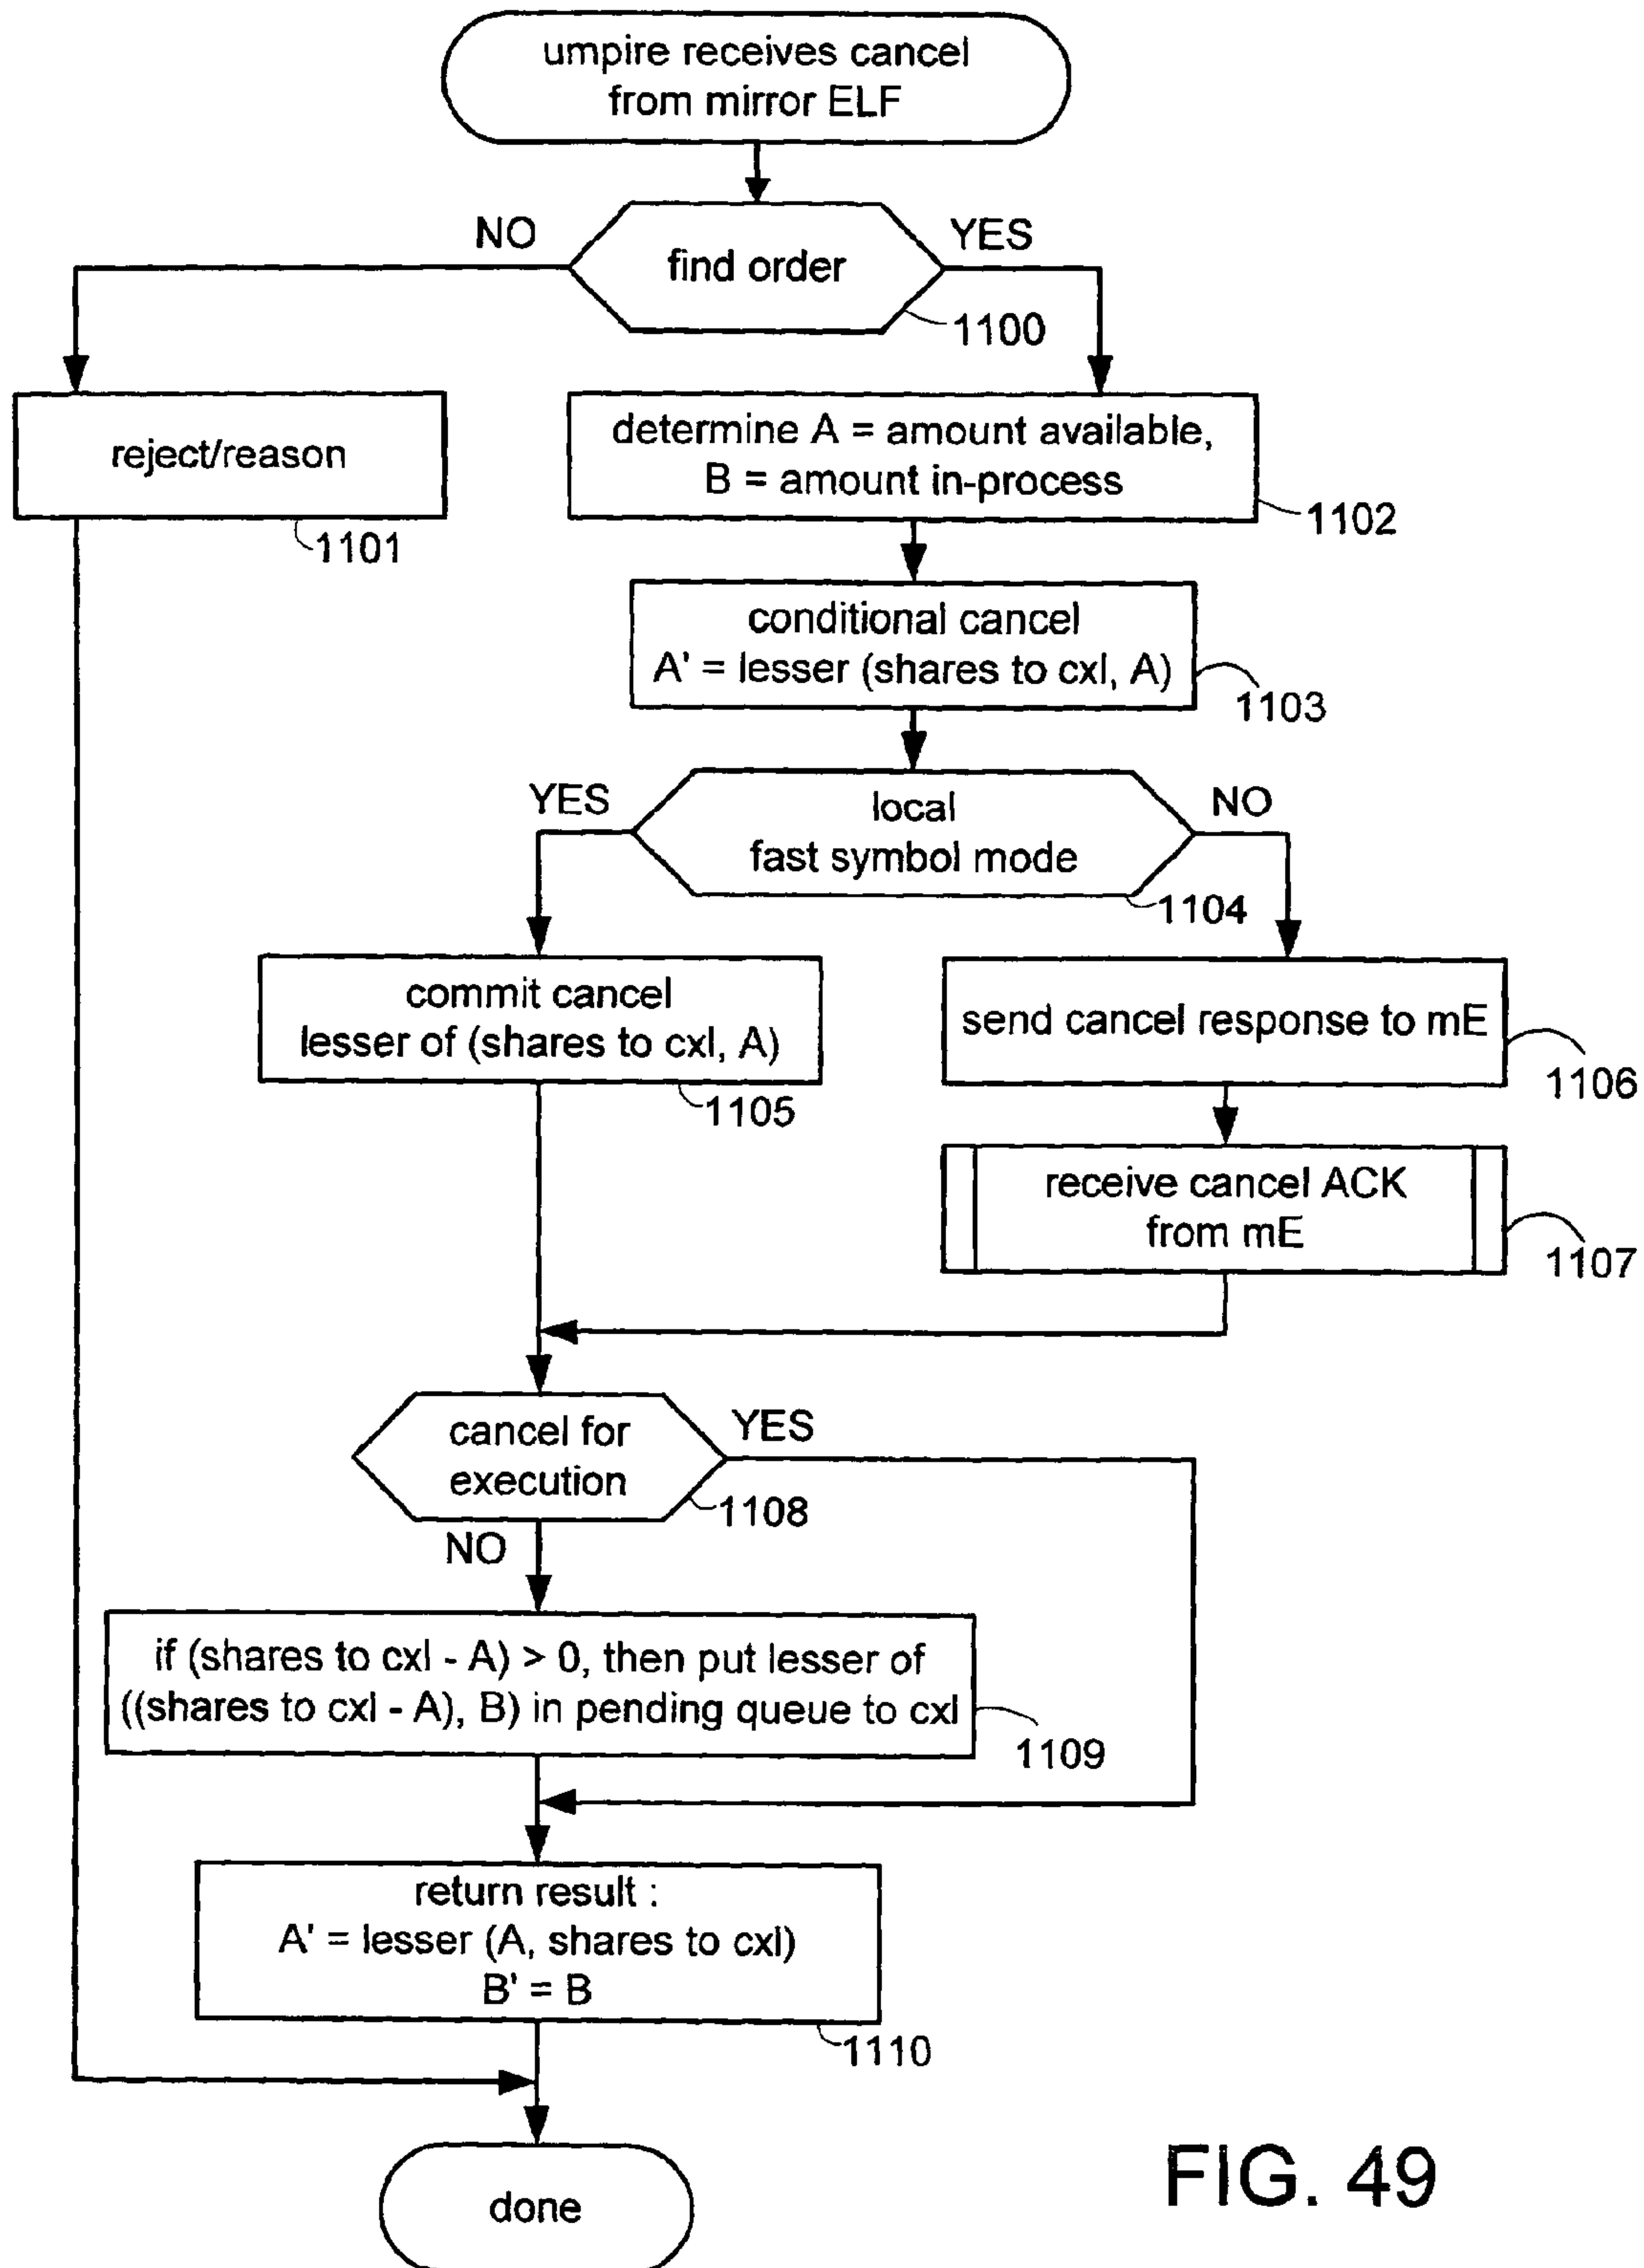 umpire receives cancel
from mirror ELF
NO
YES
find order
1100
reject/reason
1101
determine A = amount available,
B = amount in-process
1102
conditional cancel
A' = lesser (shares to cxl, A)
1103
YES
local
fast symbol mode
NO
1104
commit cancel
lesser of (shares to cxl, A)
1105
send cancel response to mE
1106
receive cancel ACK
from mE
1107
cancel for
execution
YES
1108
NO
if (shares to cxl - A) > 0, then put lesser of
((shares to cxl - A), B) in pending queue to cxl
1109
return result :
A' = lesser (A, shares to cxl)
B' = B
1110
done
FIG. 49